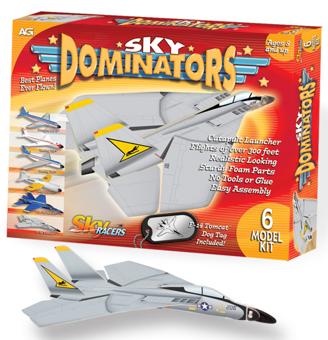 AG
SKY
DOMINATORS
Ages 8
and up
Best Planes
Ever Flown!
Catapult Launcher
Flights of over 300 feet
Realistic Looking
Sturdy Foam Parts
No Tools or Glue
Easy Assembly
Sky
RACERS
F-14 Tomcat
Dog Tag
Included!
6
MODEL
KIT